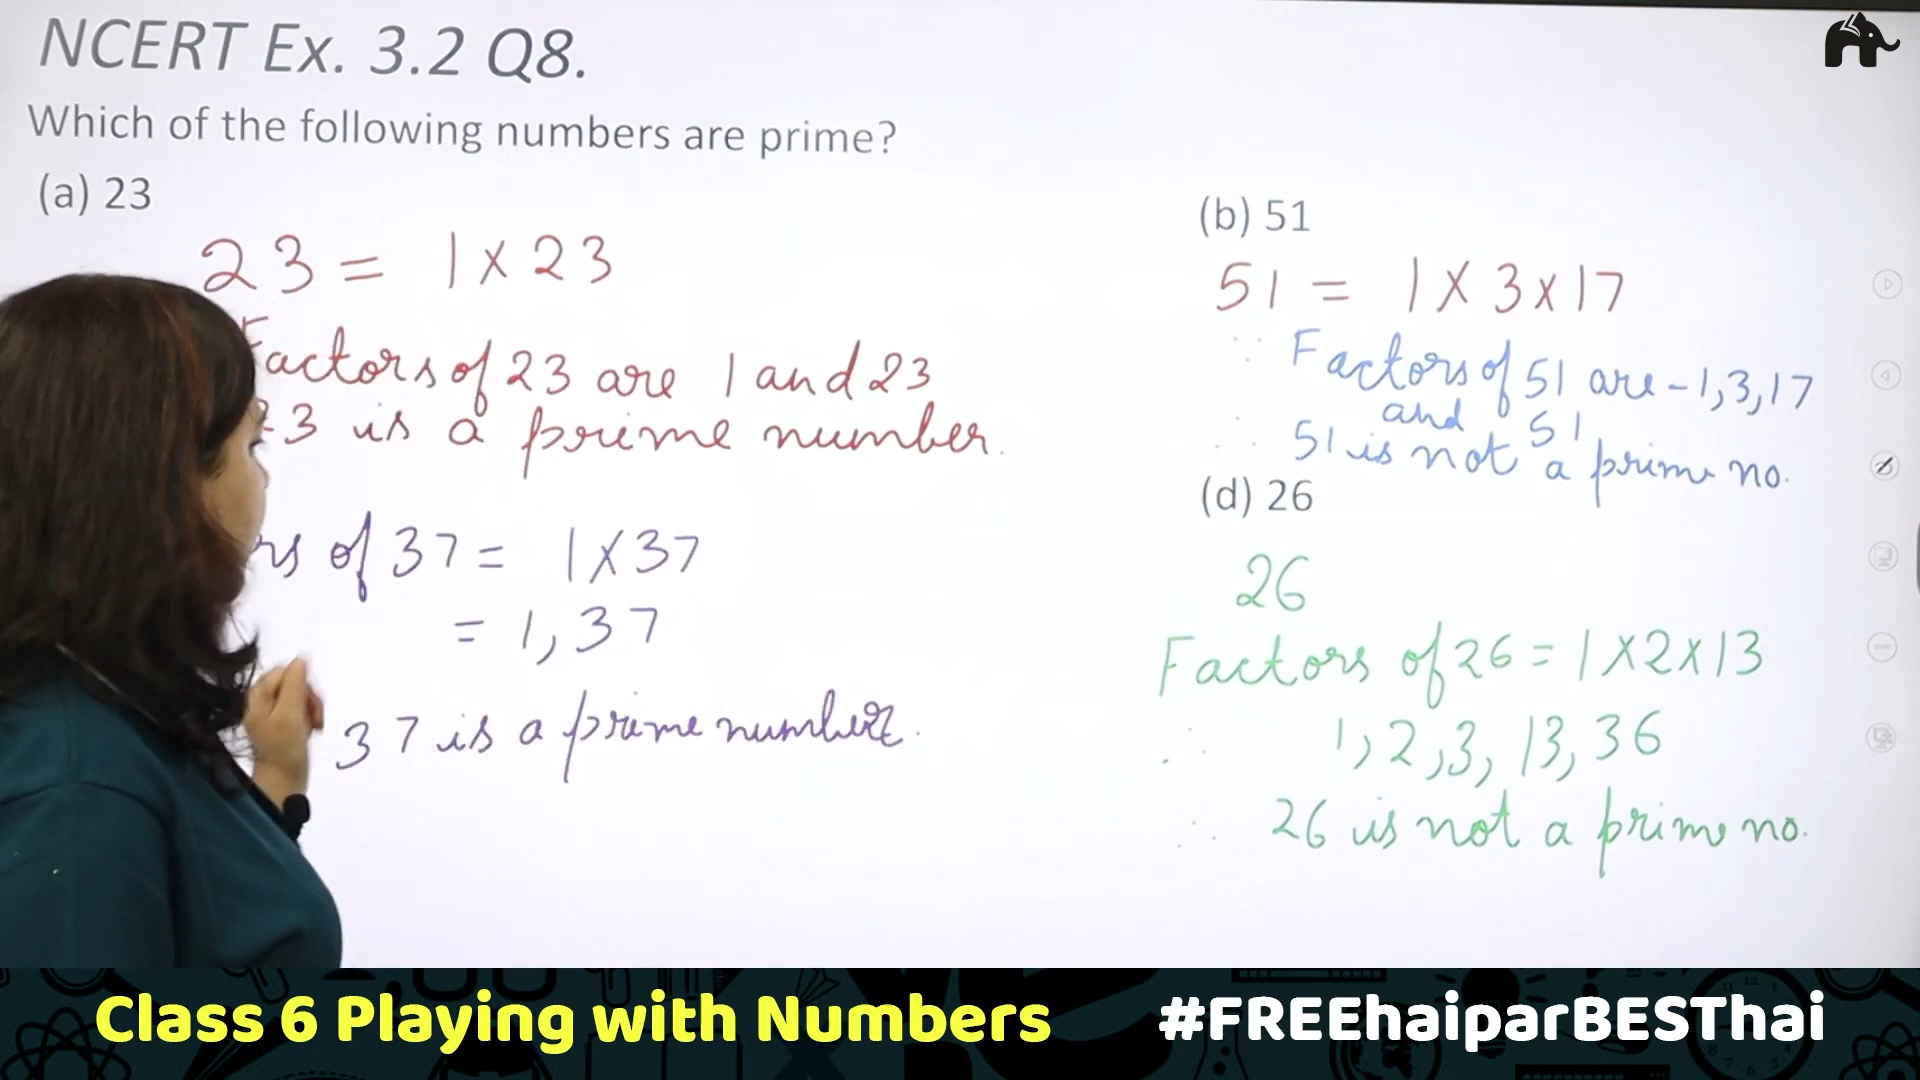 NCERT Ex. 3.2 Q8.
Which of the following numbers are prime?
(a) 23
23 = 1 X 23
Factors of 23 are 1 and 23
23 is a prime number.
of 37 = 1 X 37
= 1, 37
37 is a prime number.
(b) 51
51 = 1 X 3 x 17
∵ Factors of 51 are - 1, 3, 17
and 51
∴ 51 is not a prime no.
(d) 26
26
Factors of 26 = 1 X 2 x 13
∴ 1, 2, 3, 13, 36
∴ 26 is not a prime no.
Class 6 Playing with Numbers #FREEhaiparBESThai